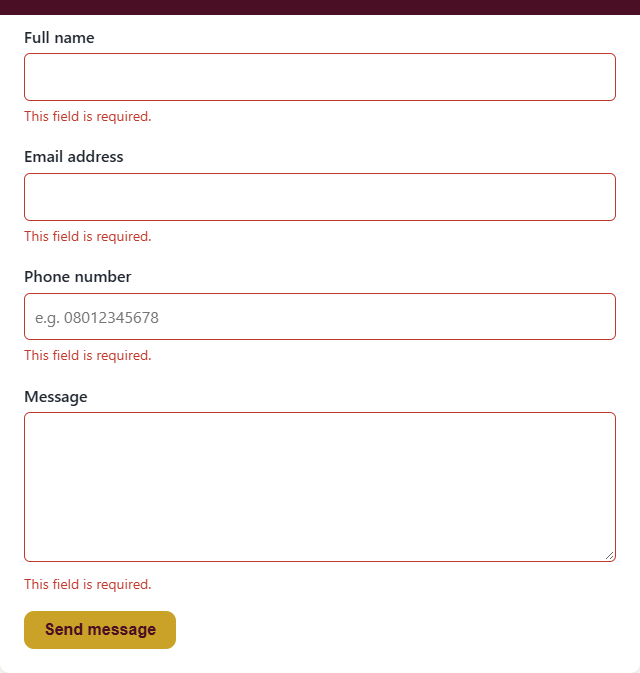 Full name
This field is required.
Email address
This field is required.
Phone number
e.g. 08012345678
This field is required.
Message
This field is required.
Send message